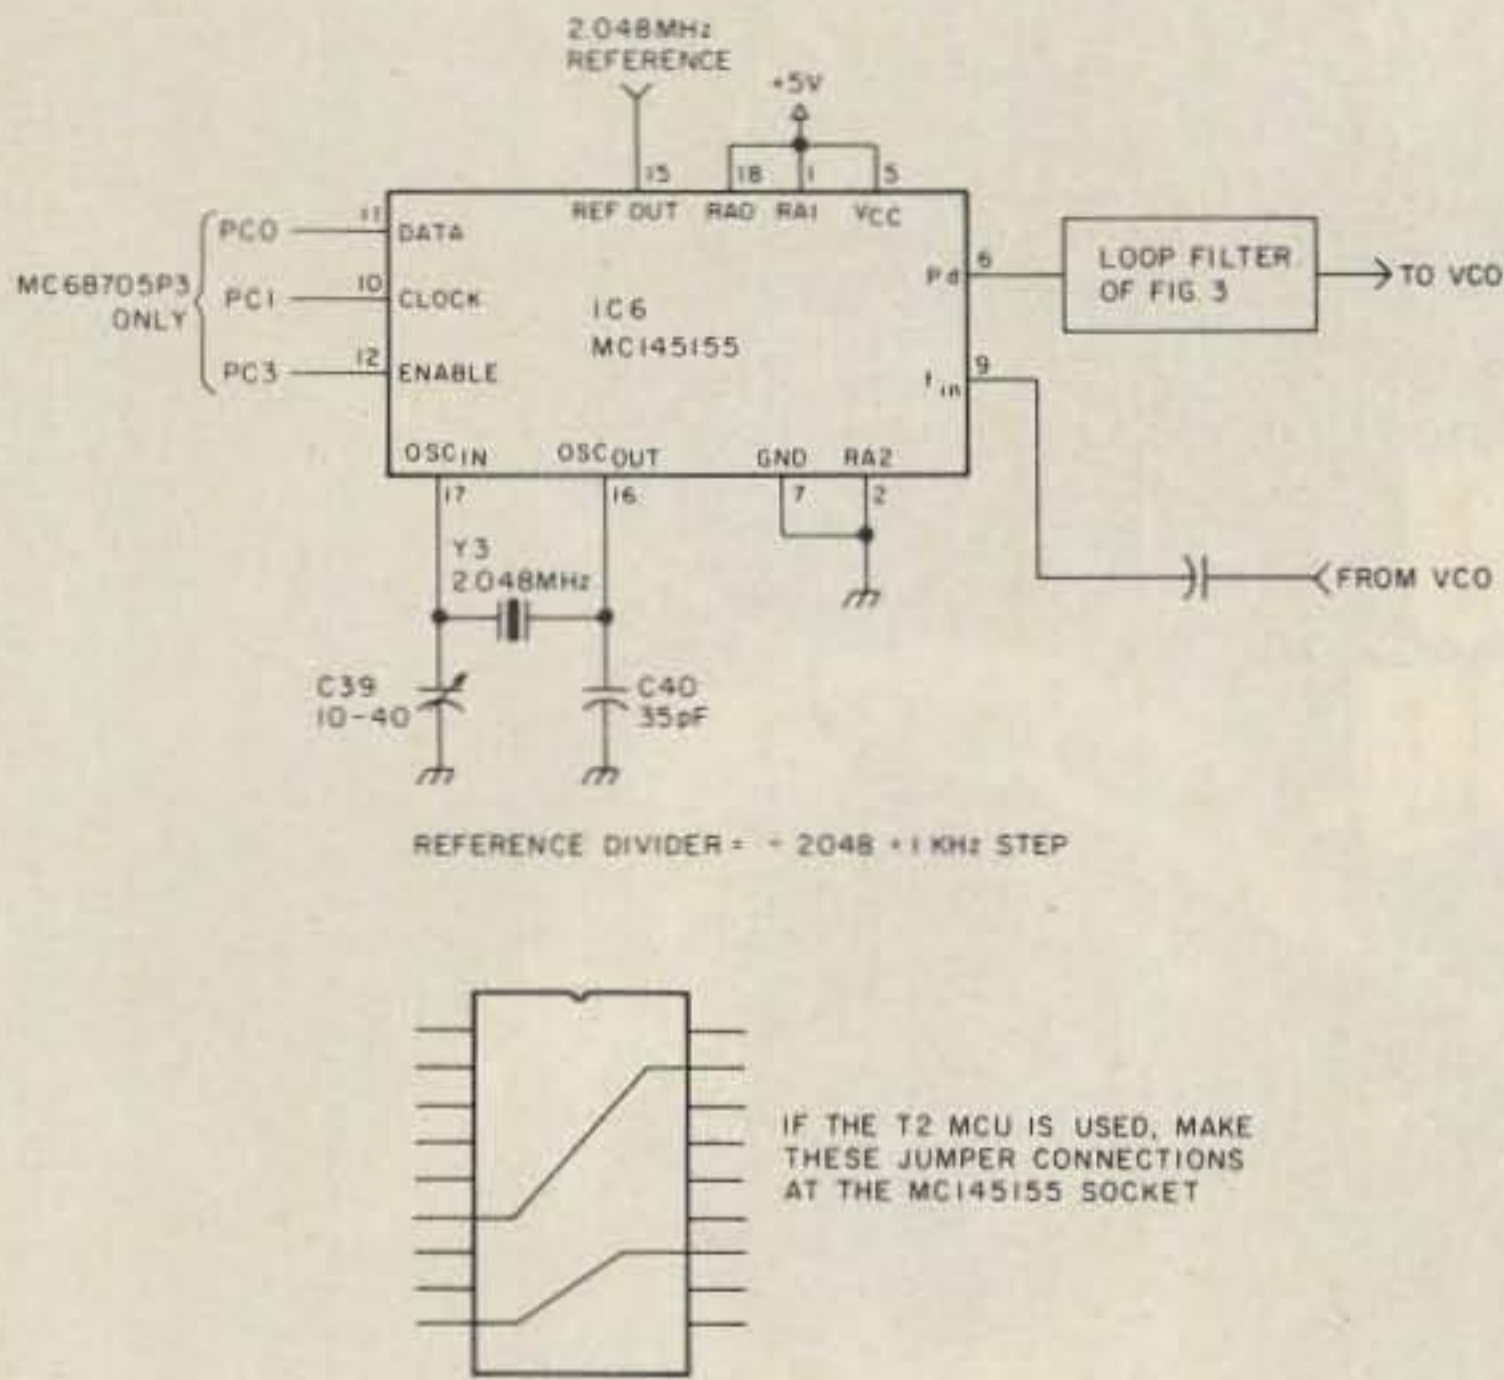 2.048MHz
REFERENCE
+5V
15
18
1
5
REF OUT
RA0
RA1
VCC
MC68705P3
ONLY
PC0
11
DATA
PC1
10
CLOCK
PC3
12
ENABLE
IC6
MC145155
Pd
6
LOOP FILTER
OF FIG. 3
TO VCO
fin
9
OSCIN
OSCOUT
GND
RA2
17
16
7
2
Y3
2.048MHz
FROM VCO
C39
10-40
C40
35pF
REFERENCE DIVIDER = ÷ 2048 = 1 KHz STEP
IF THE T2 MCU IS USED, MAKE
THESE JUMPER CONNECTIONS
AT THE MC145155 SOCKET